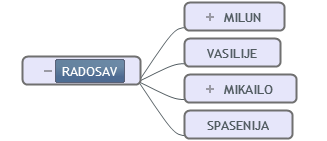 RADOSAV
MILUN
VASILIJE
MIKAILO
SPASENIJA